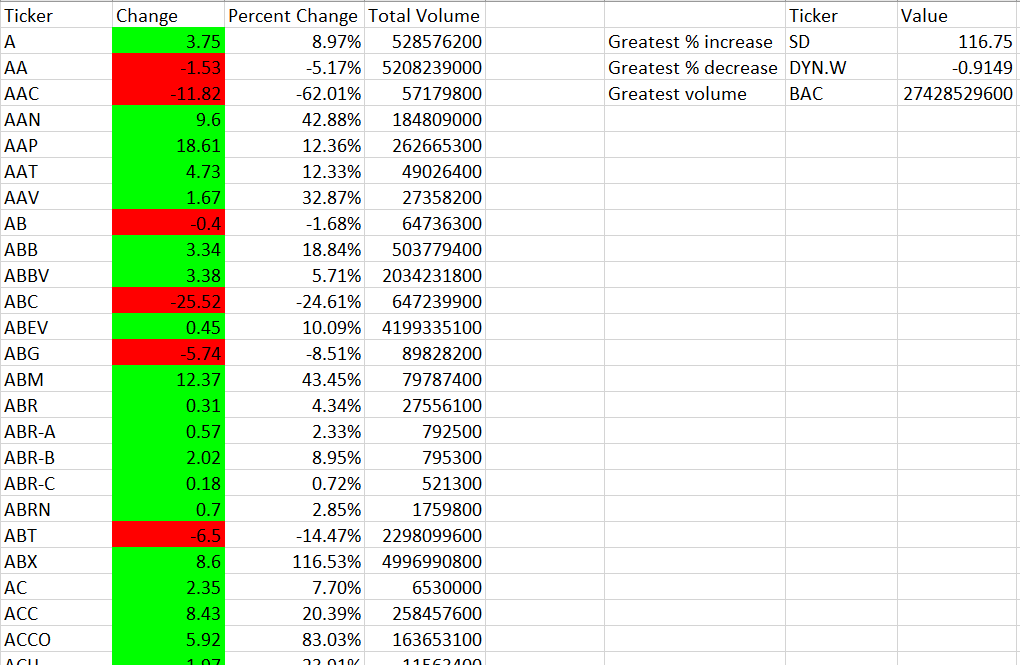 Ticker Change Percent Change Total Volume Ticker Value
A 3.75 8.97% 528576200 Greatest % increase SD 116.75
AA -1.53 -5.17% 5208239000 Greatest % decrease DYN.W -0.9149
AAC -11.82 -62.01% 57179800 Greatest volume BAC 27428529600
AAN 9.6 42.88% 184809000
AAP 18.61 12.36% 262665300
AAT 4.73 12.33% 49026400
AAV 1.67 32.87% 27358200
AB -0.4 -1.68% 64736300
ABB 3.34 18.84% 503779400
ABBV 3.38 5.71% 2034231800
ABC -25.52 -24.61% 647239900
ABEV 0.45 10.09% 4199335100
ABG -5.74 -8.51% 89828200
ABM 12.37 43.45% 79787400
ABR 0.31 4.34% 27556100
ABR-A 0.57 2.33% 792500
ABR-B 2.02 8.95% 795300
ABR-C 0.18 0.72% 521300
ABRN 0.7 2.85% 1759800
ABT -6.5 -14.47% 2298099600
ABX 8.6 116.53% 4996990800
AC 2.35 7.70% 6530000
ACC 8.43 20.39% 258457600
ACCO 5.92 83.03% 163653100